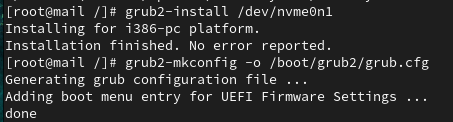 [root@mail /]# grub2-install /dev/nvme0n1
Installing for i386-pc platform.
Installation finished. No error reported.
[root@mail /]# grub2-mkconfig -o /boot/grub2/grub.cfg
Generating grub configuration file ...
Adding boot menu entry for UEFI Firmware Settings ...
done